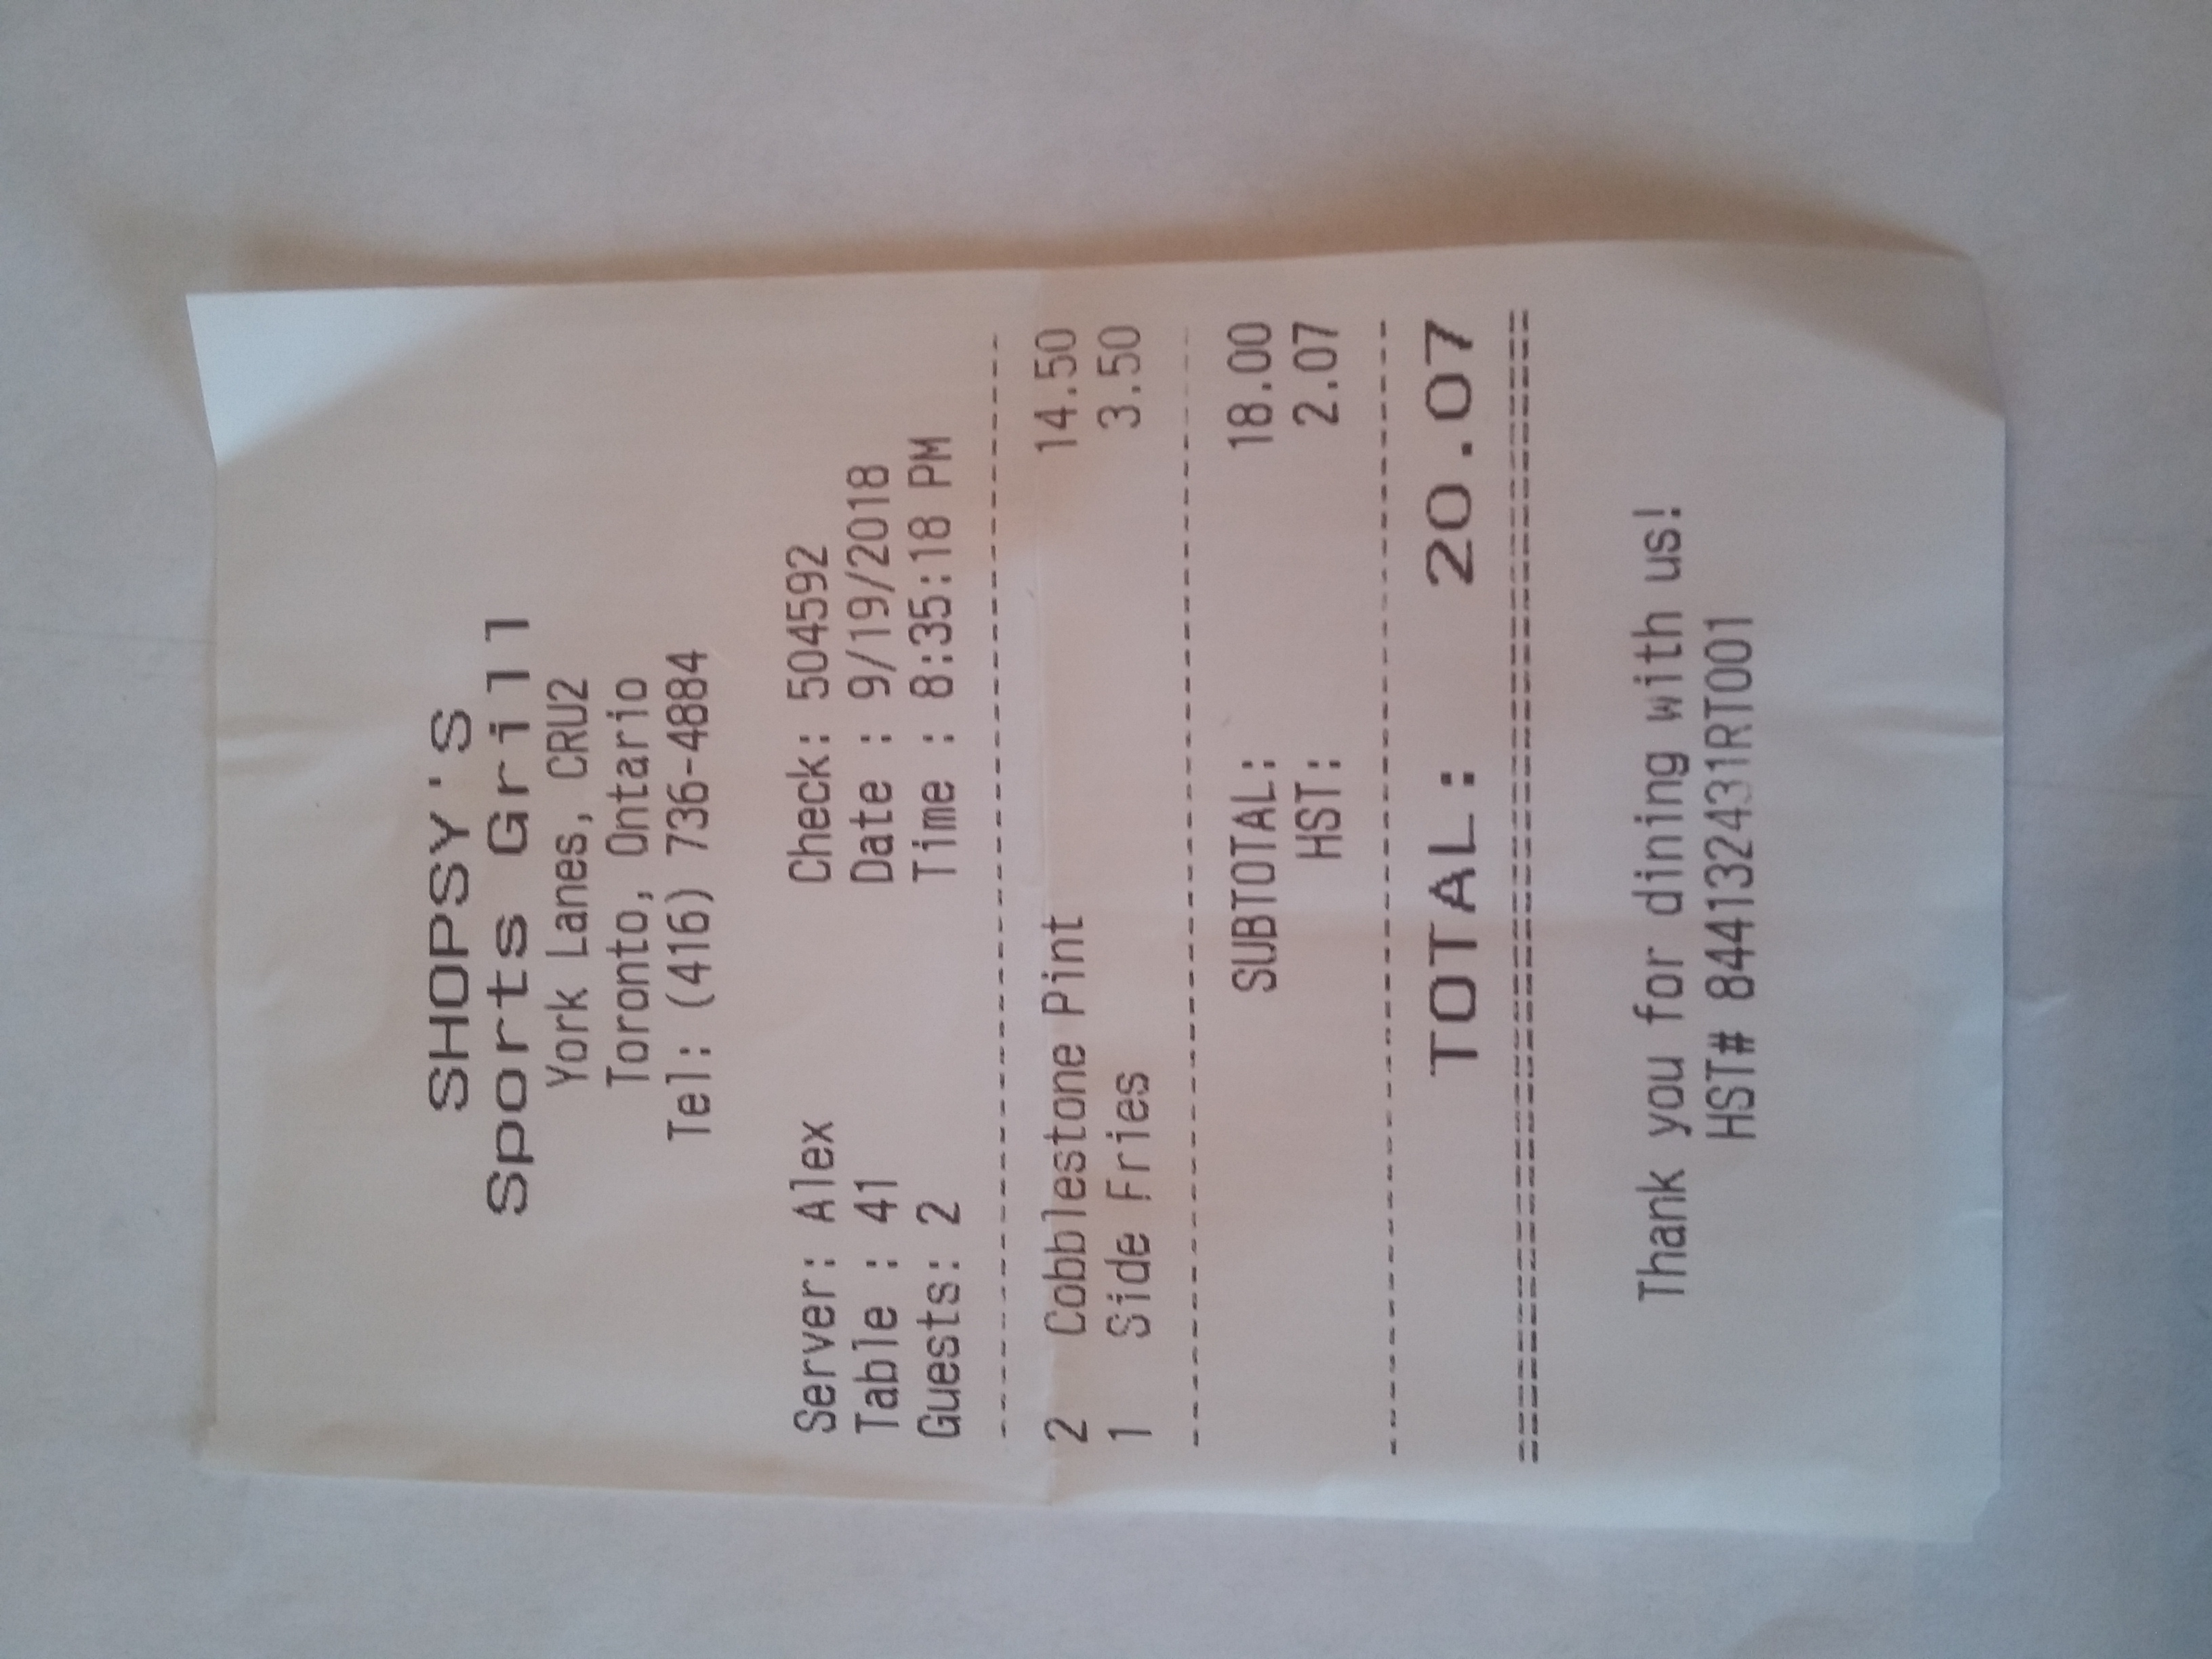 SHOPSY'S
Sports Grill
York Lanes, CRU2
Toronto, Ontario
Tel: (416) 736-4884
Server: Alex Check: 504592
Table : 41 Date : 9/19/2018
Guests: 2 Time : 8:35:18 PM
2 Cobblestone Pint 14.50
1 Side Fries 3.50
SUBTOTAL: 18.00
HST: 2.07
TOTAL: 20.07
Thank you for dining with us!
HST# 844132431RT001